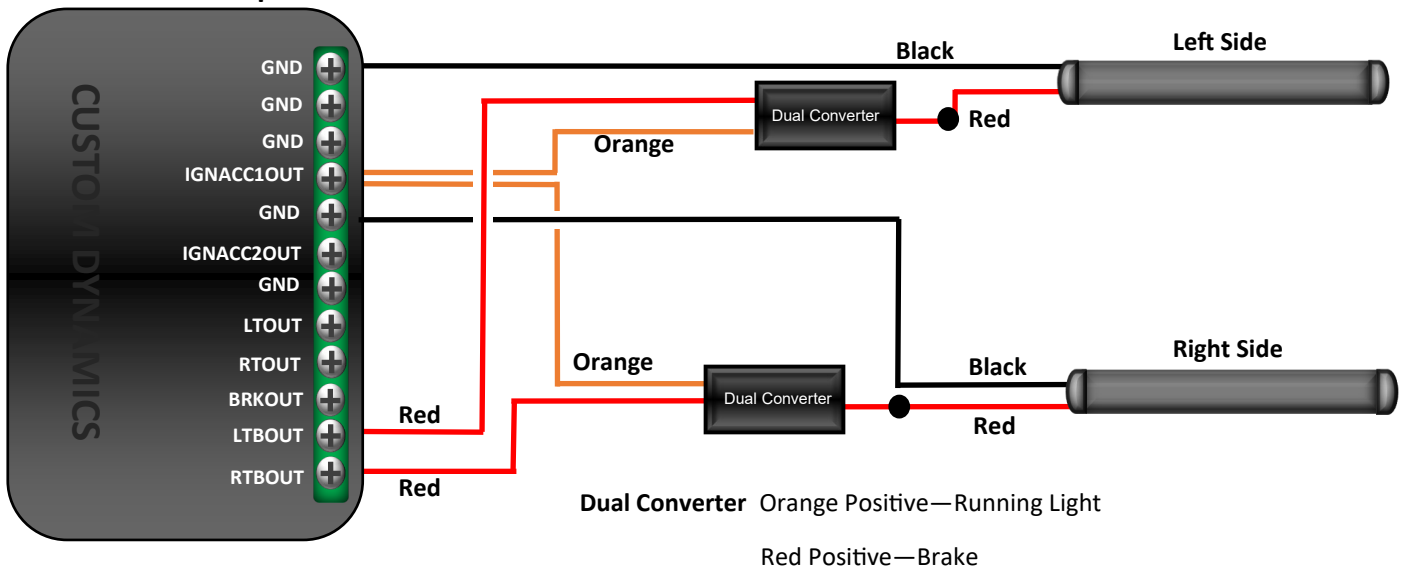 CUSTOM DYNAMICS
GND
GND
GND
IGNACC1OUT
GND
IGNACC2OUT
GND
LTOUT
RTOUT
BRKOUT
LTBOUT
RTBOUT
Black
Left Side
Dual Converter
Red
Orange
Orange
Right Side
Black
Dual Converter
Red
Red
Red
Dual Converter Orange Positive—Running Light
Red Positive—Brake